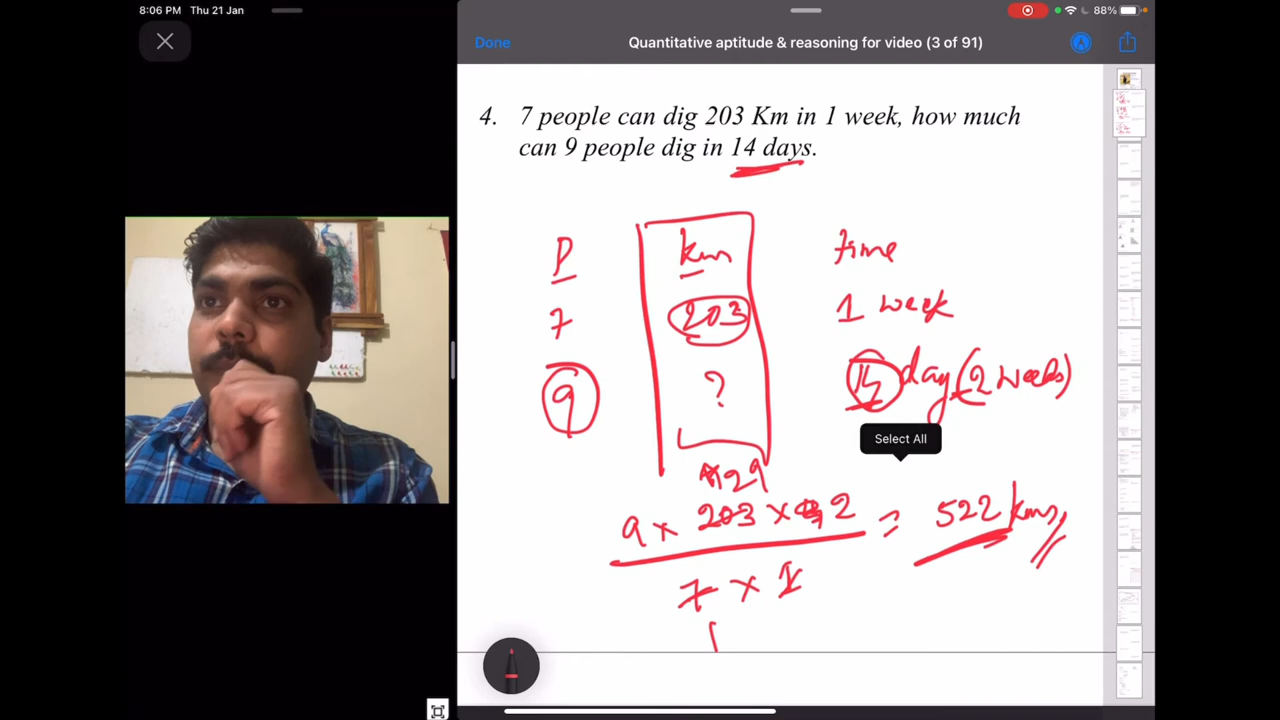 8:06 PM Thu 21 Jan
88%
Done
Quantitative aptitude & reasoning for video (3 of 91)
4. 7 people can dig 203 Km in 1 week, how much
can 9 people dig in 14 days.
P km time
7 203 1 week
9 ? 14 day (2 weeks)
Select All
29
9 x 203 x 2 = 522 kms
7 x 1
1